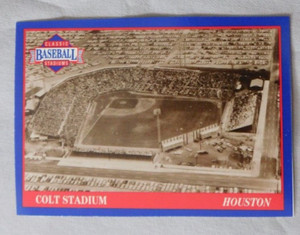 CLASSIC
BASEBALL
STADIUMS
COLT STADIUM
HOUSTON